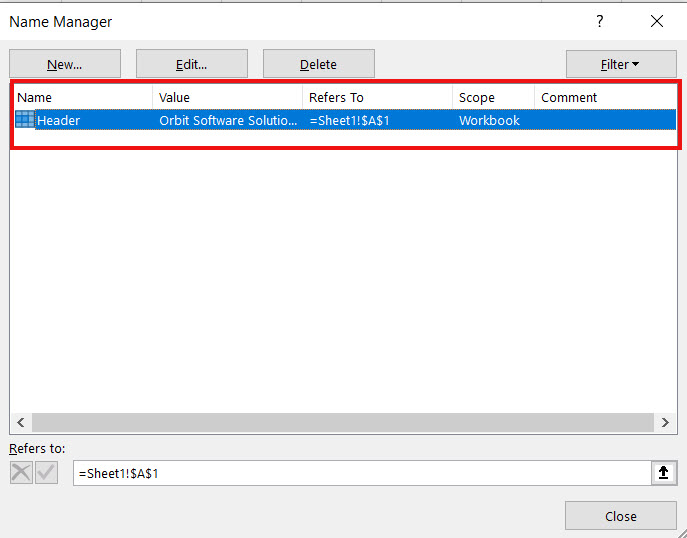 Name Manager ?
New... Edit... Delete Filter
Name Value Refers To Scope Comment
Header Orbit Software Solutio... =Sheet1!$A$1 Workbook
Refers to:
=Sheet1!$A$1
Close